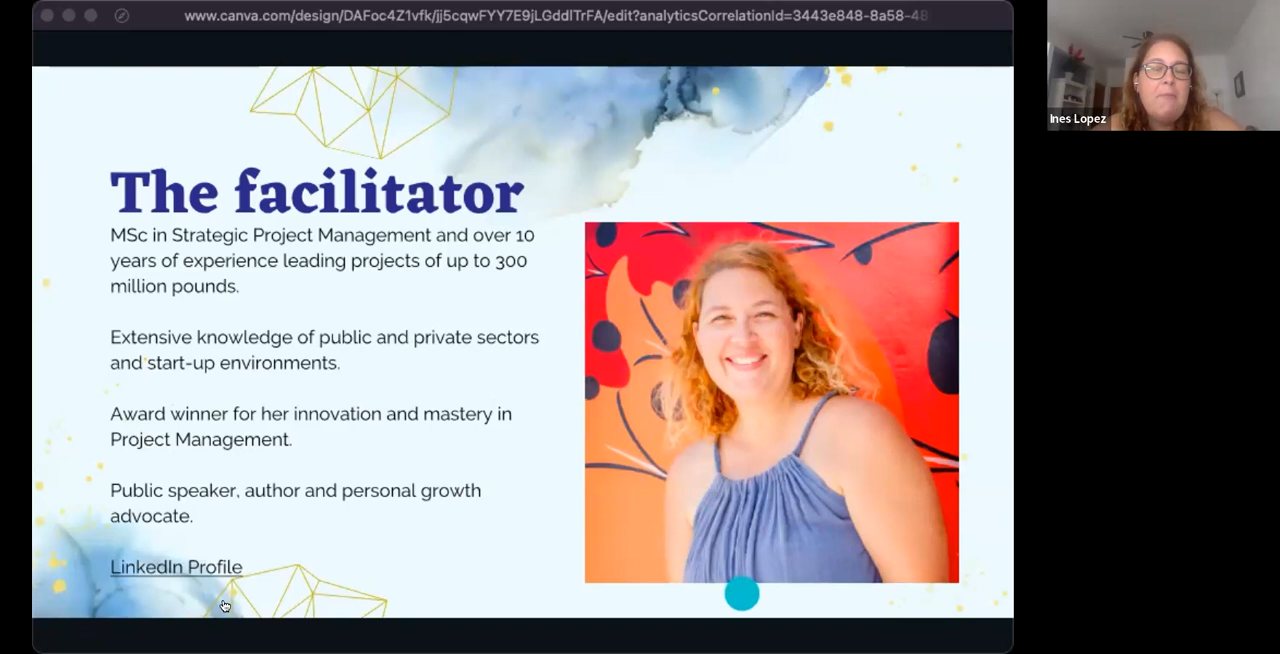 www.canva.com/design/DAFoc4Z1vfk/jj5cqwFYY7E9jLGddlTrFA/edit?analyticsCorrelationId=3443e848-8a58-48
Ines Lopez
The facilitator
MSc in Strategic Project Management and over 10
years of experience leading projects of up to 300
million pounds.
Extensive knowledge of public and private sectors
and start-up environments.
Award winner for her innovation and mastery in
Project Management.
Public speaker, author and personal growth
advocate.
LinkedIn Profile